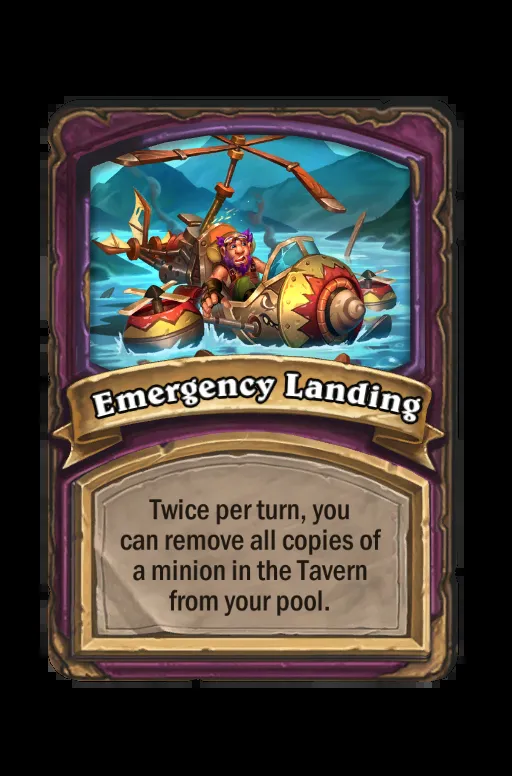 Emergency Landing
Twice per turn, you
can remove all copies of
a minion in the Tavern
from your pool.